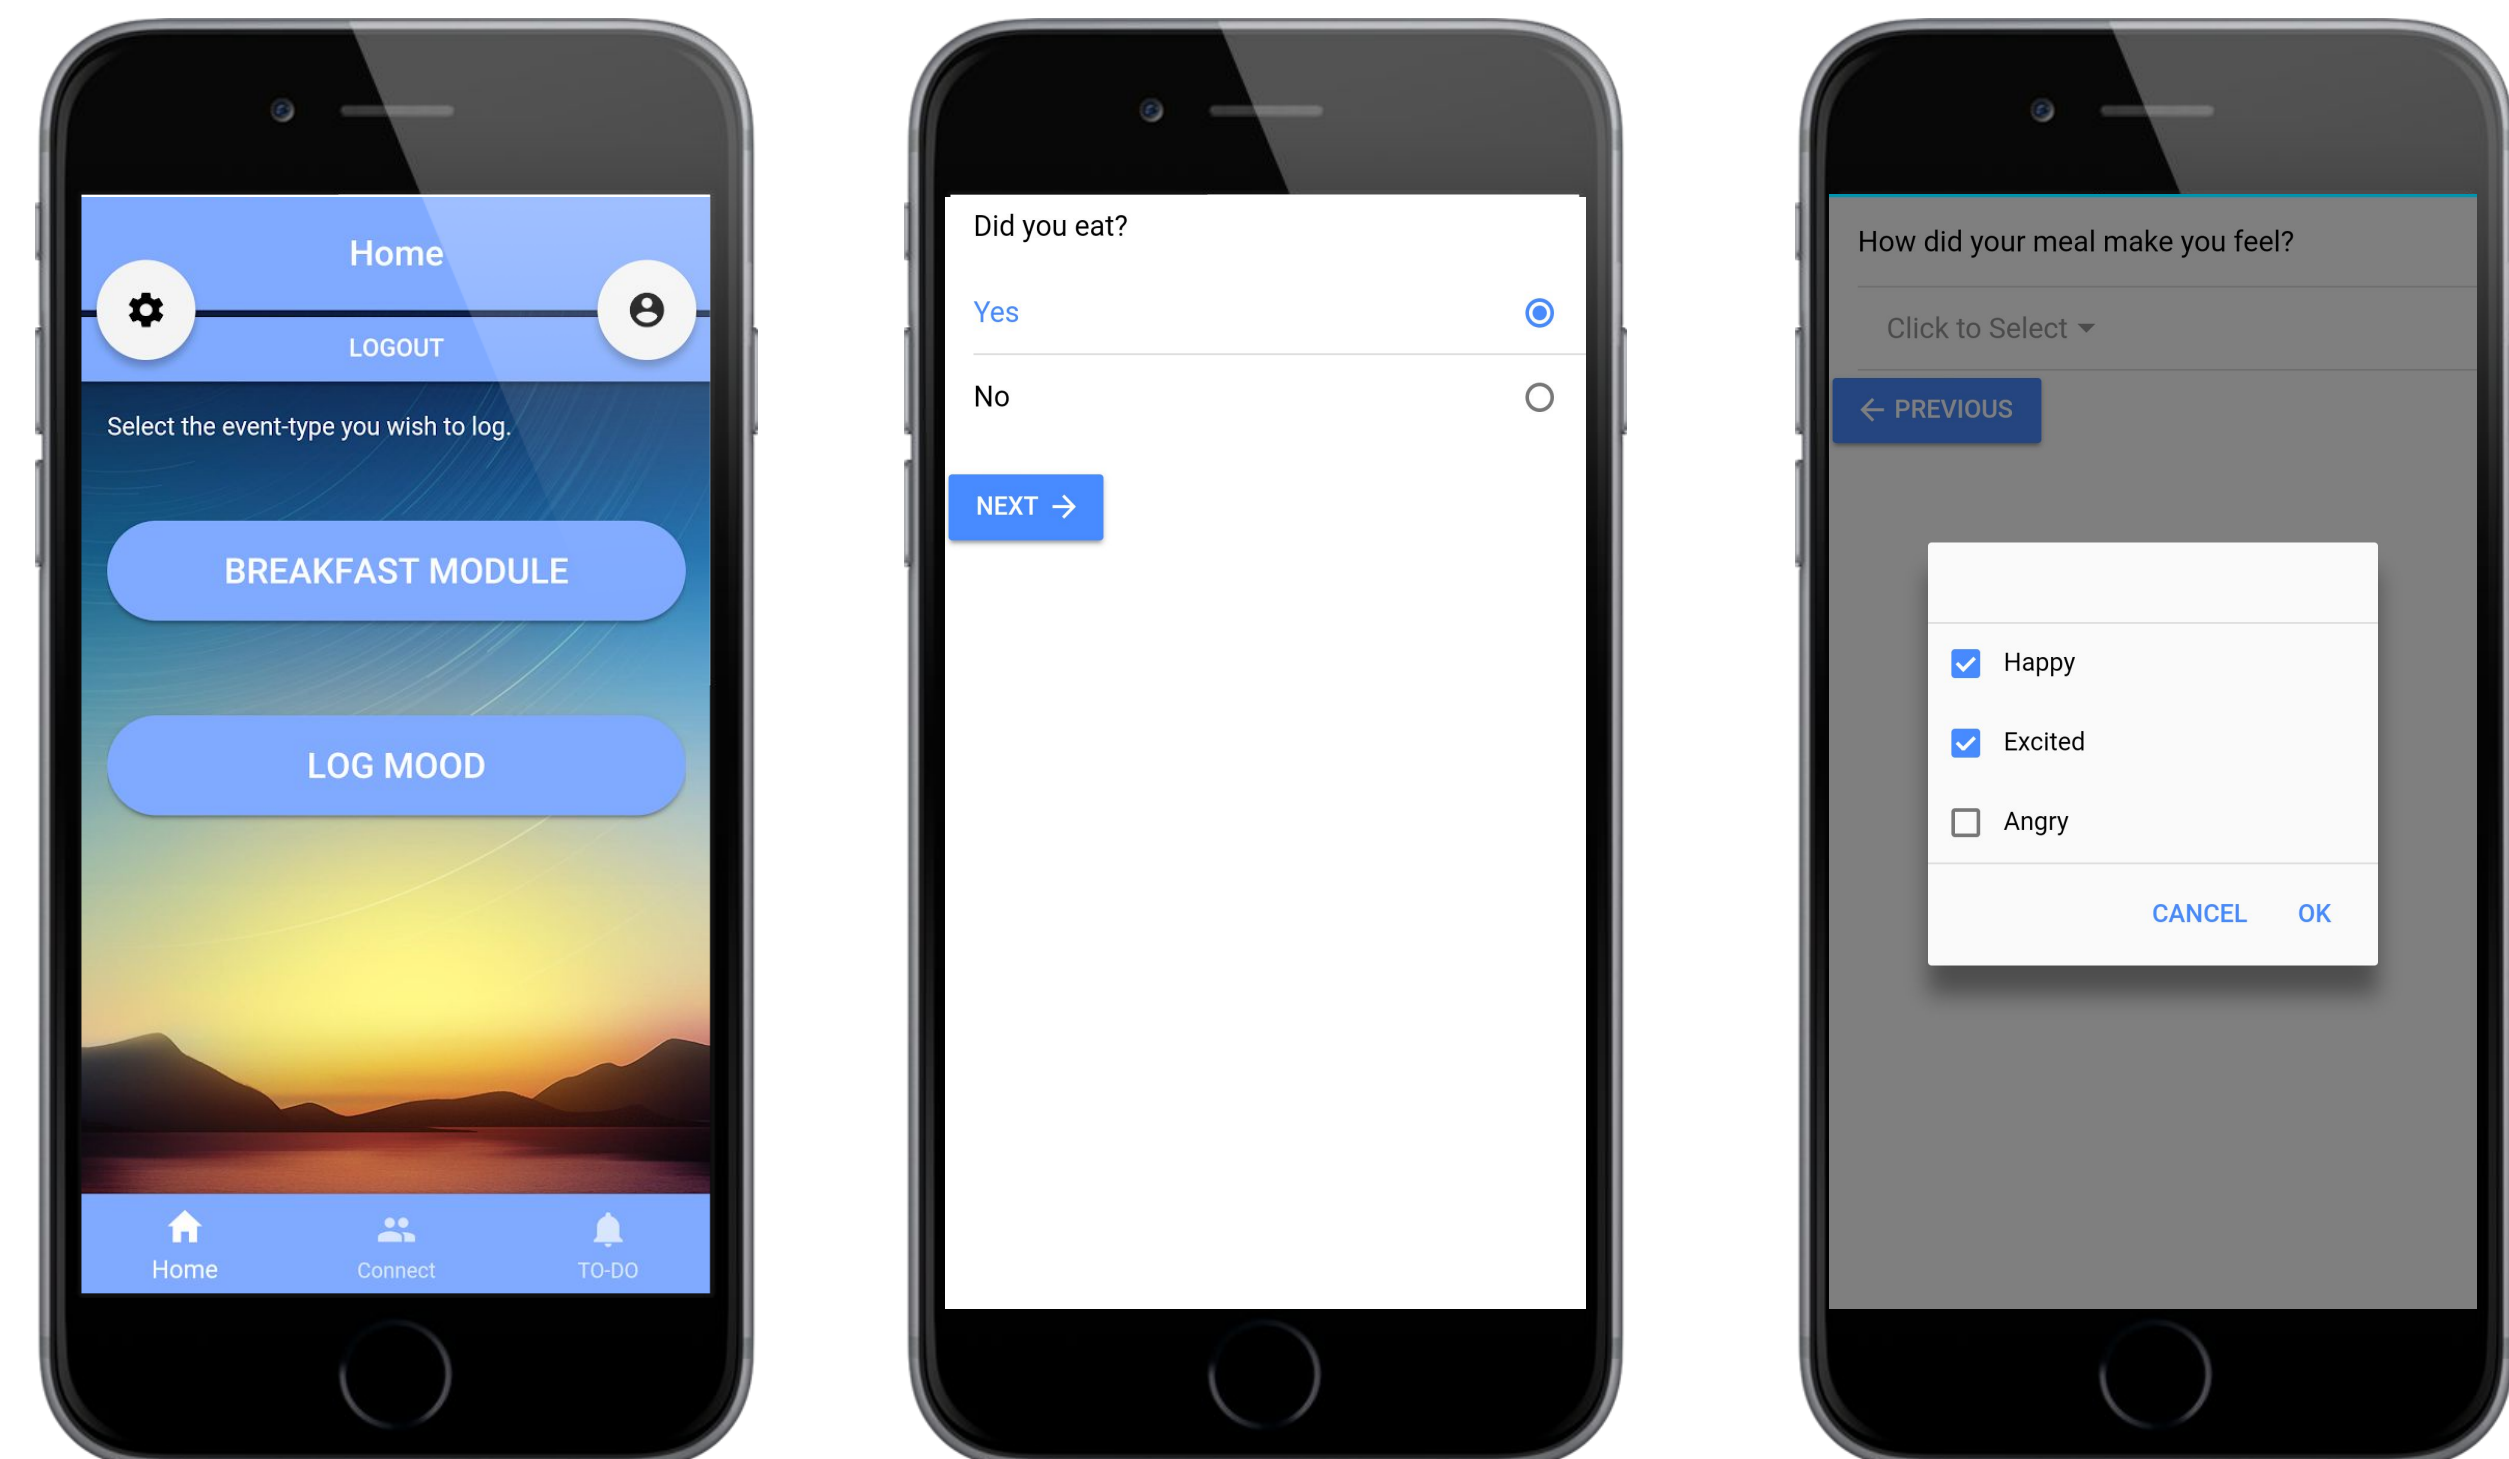 Home
LOGOUT
Select the event-type you wish to log.
BREAKFAST MODULE
LOG MOOD
Home
Connect
TO-DO
Did you eat?
Yes
No
NEXT
How did your meal make you feel?
Click to Select
PREVIOUS
Happy
Excited
Angry
CANCEL OK